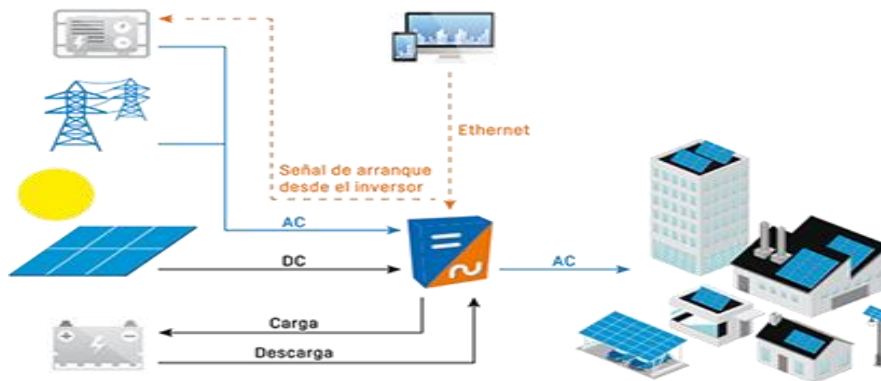 Ethernet
Señal de arranque
desde el inversor
AC
DC
AC
Carga
Descarga